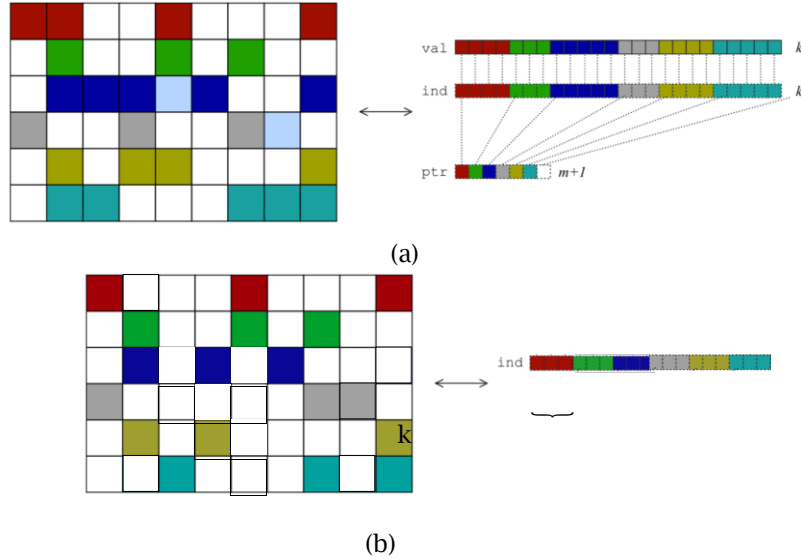 val k
ind k
ptr m+1
(a)
ind
k
(b)